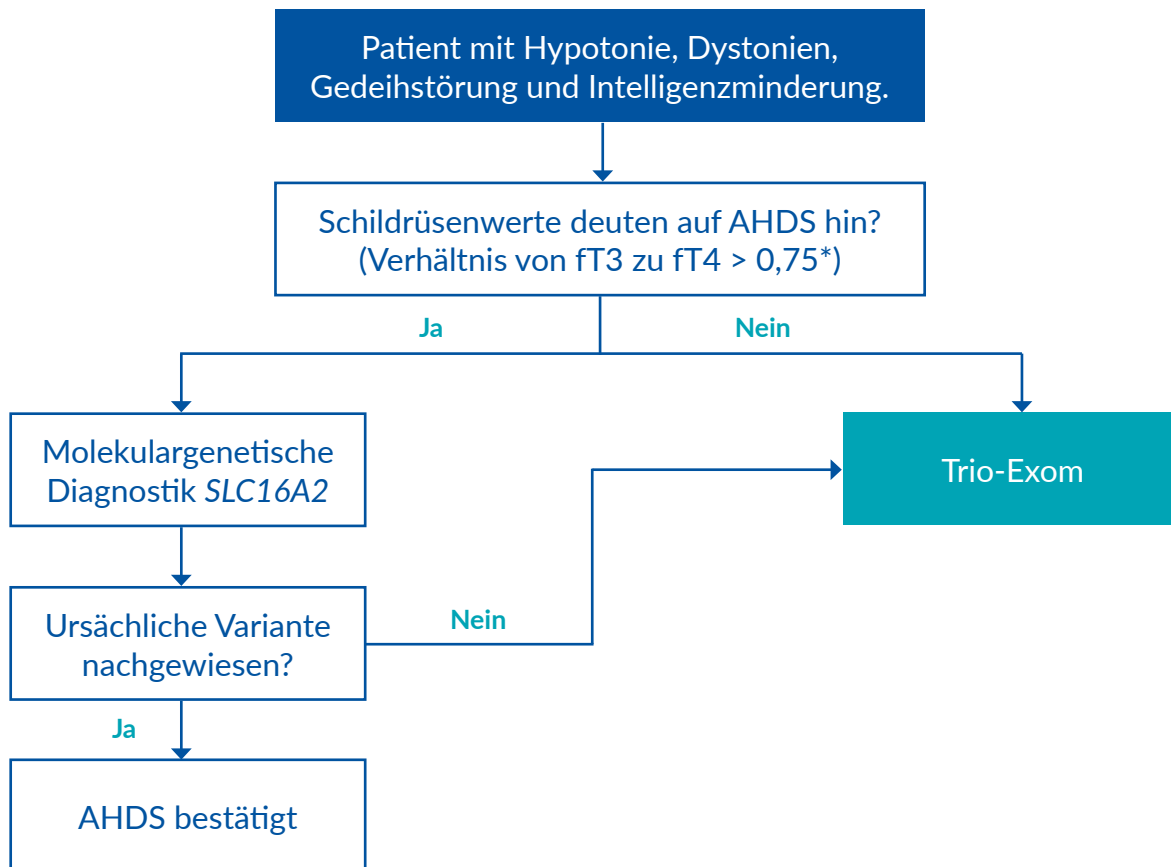 Patient mit Hypotonie, Dystonien,
Gedeihstörung und Intelligenzminderung.
Schildrüsenwerte deuten auf AHDS hin?
(Verhältnis von fT3 zu fT4 > 0,75*)
Ja
Nein
Molekulargenetische
Diagnostik SLC16A2
Trio-Exom
Ursächliche Variante
nachgewiesen?
Nein
Ja
AHDS bestätigt